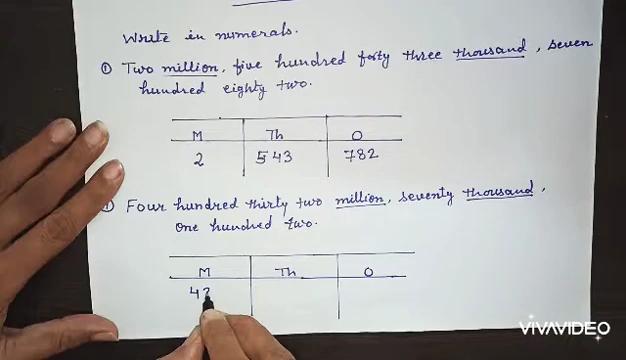 Write in numerals.
① Two million, five hundred forty three thousand, seven
hundred eighty two.
M Th O
2 543 782
Four hundred thirty two million, seventy thousand,
one hundred two.
M Th O
43
VIVAVIDEO